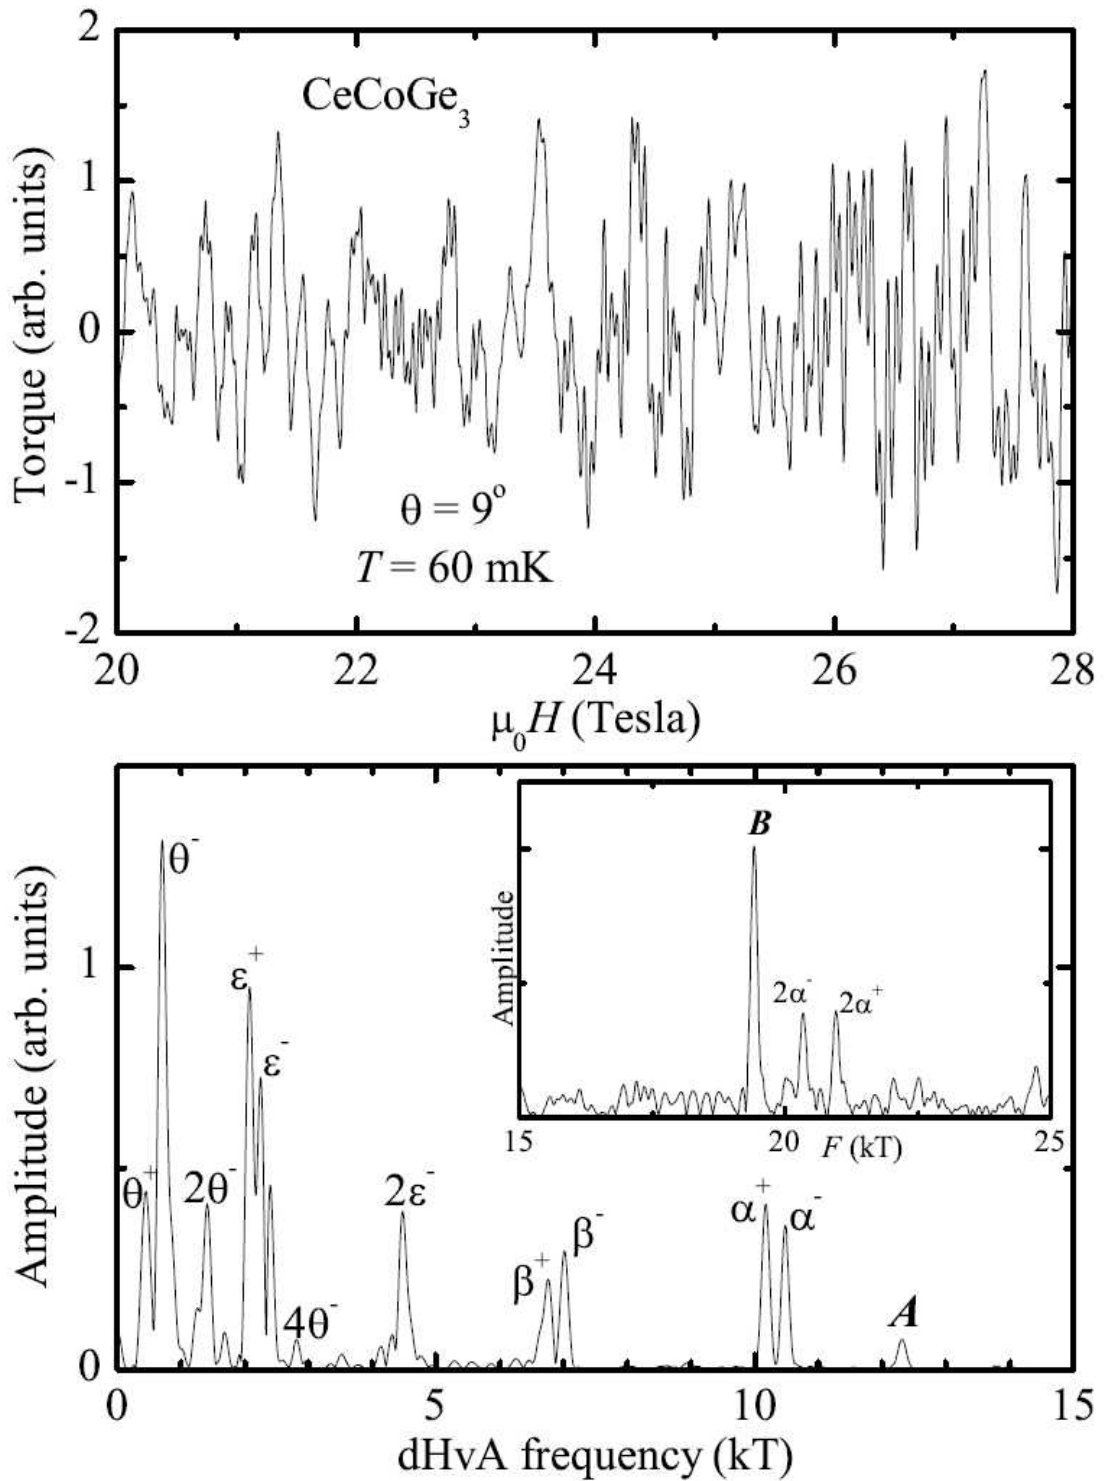 2
CeCoGe₃
1
0
-1
-2
Torque (arb. units)
θ = 9°
T = 60 mK
20 22 24 26 28
μ₀H (Tesla)
1
0
Amplitude (arb. units)
θ⁺
θ⁻
2θ⁻
ε⁺
ε⁻
4θ⁻
2ε⁻
β⁺
β⁻
α⁺
α⁻
A
0 5 10 15
dHvA frequency (kT)
Amplitude
B
2α⁻
2α⁺
15 20 25
F (kT)